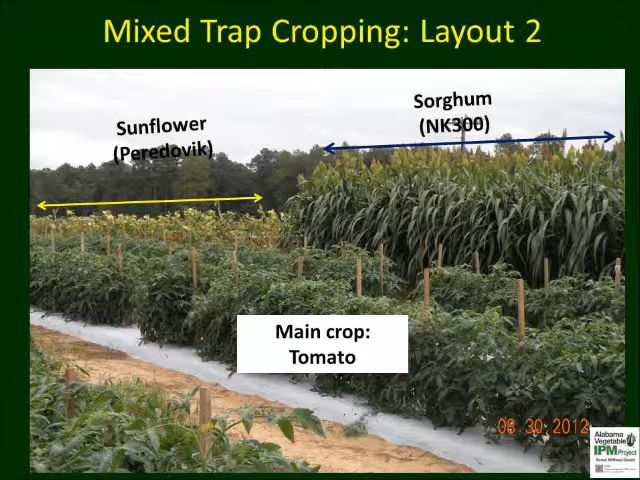 Mixed Trap Cropping: Layout 2
Sunflower
(Peredovik)
Sorghum
(NK300)
Main crop:
Tomato
08 30 2012
Alabama
Vegetable
IPM Project